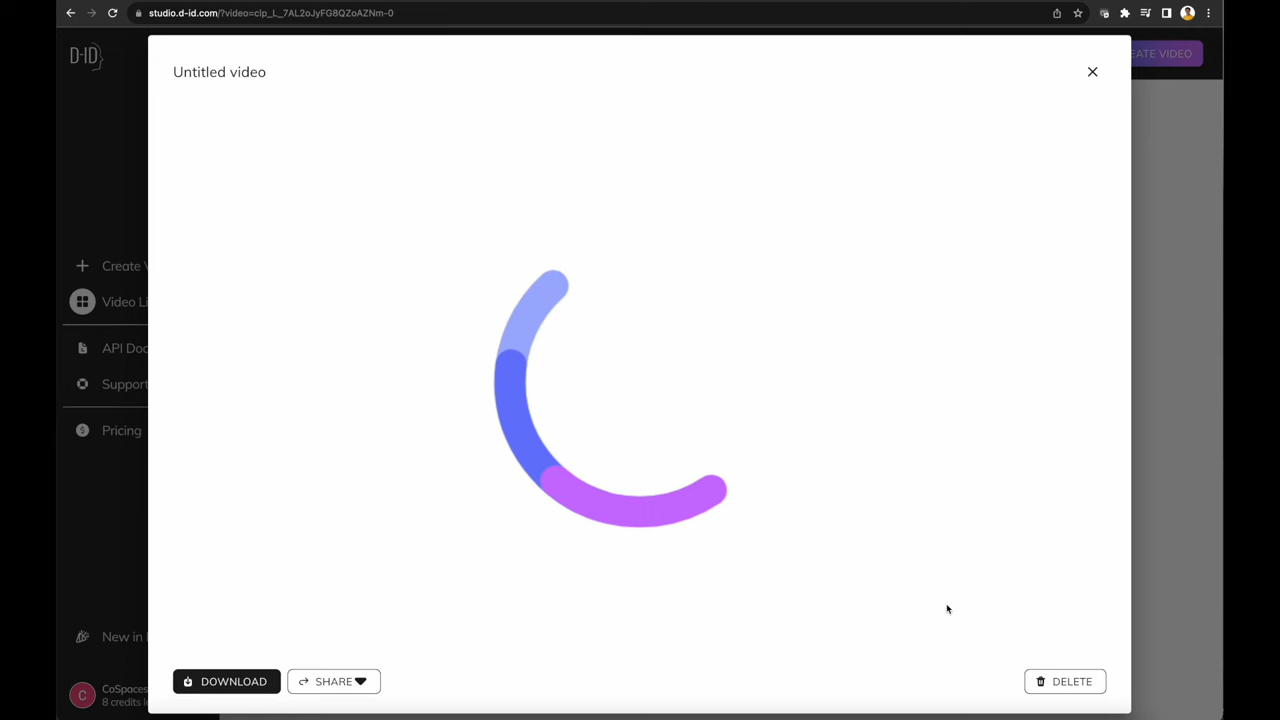 studio.d-id.com/?video=clp_L_7AL2oJyFG8QZoAZNm-0
D-ID
EATE VIDEO
Untitled video
Create V
Video Li
API Doc
Support
Pricing
New in
C
CoSpaces
8 credits l
DOWNLOAD
SHARE
DELETE